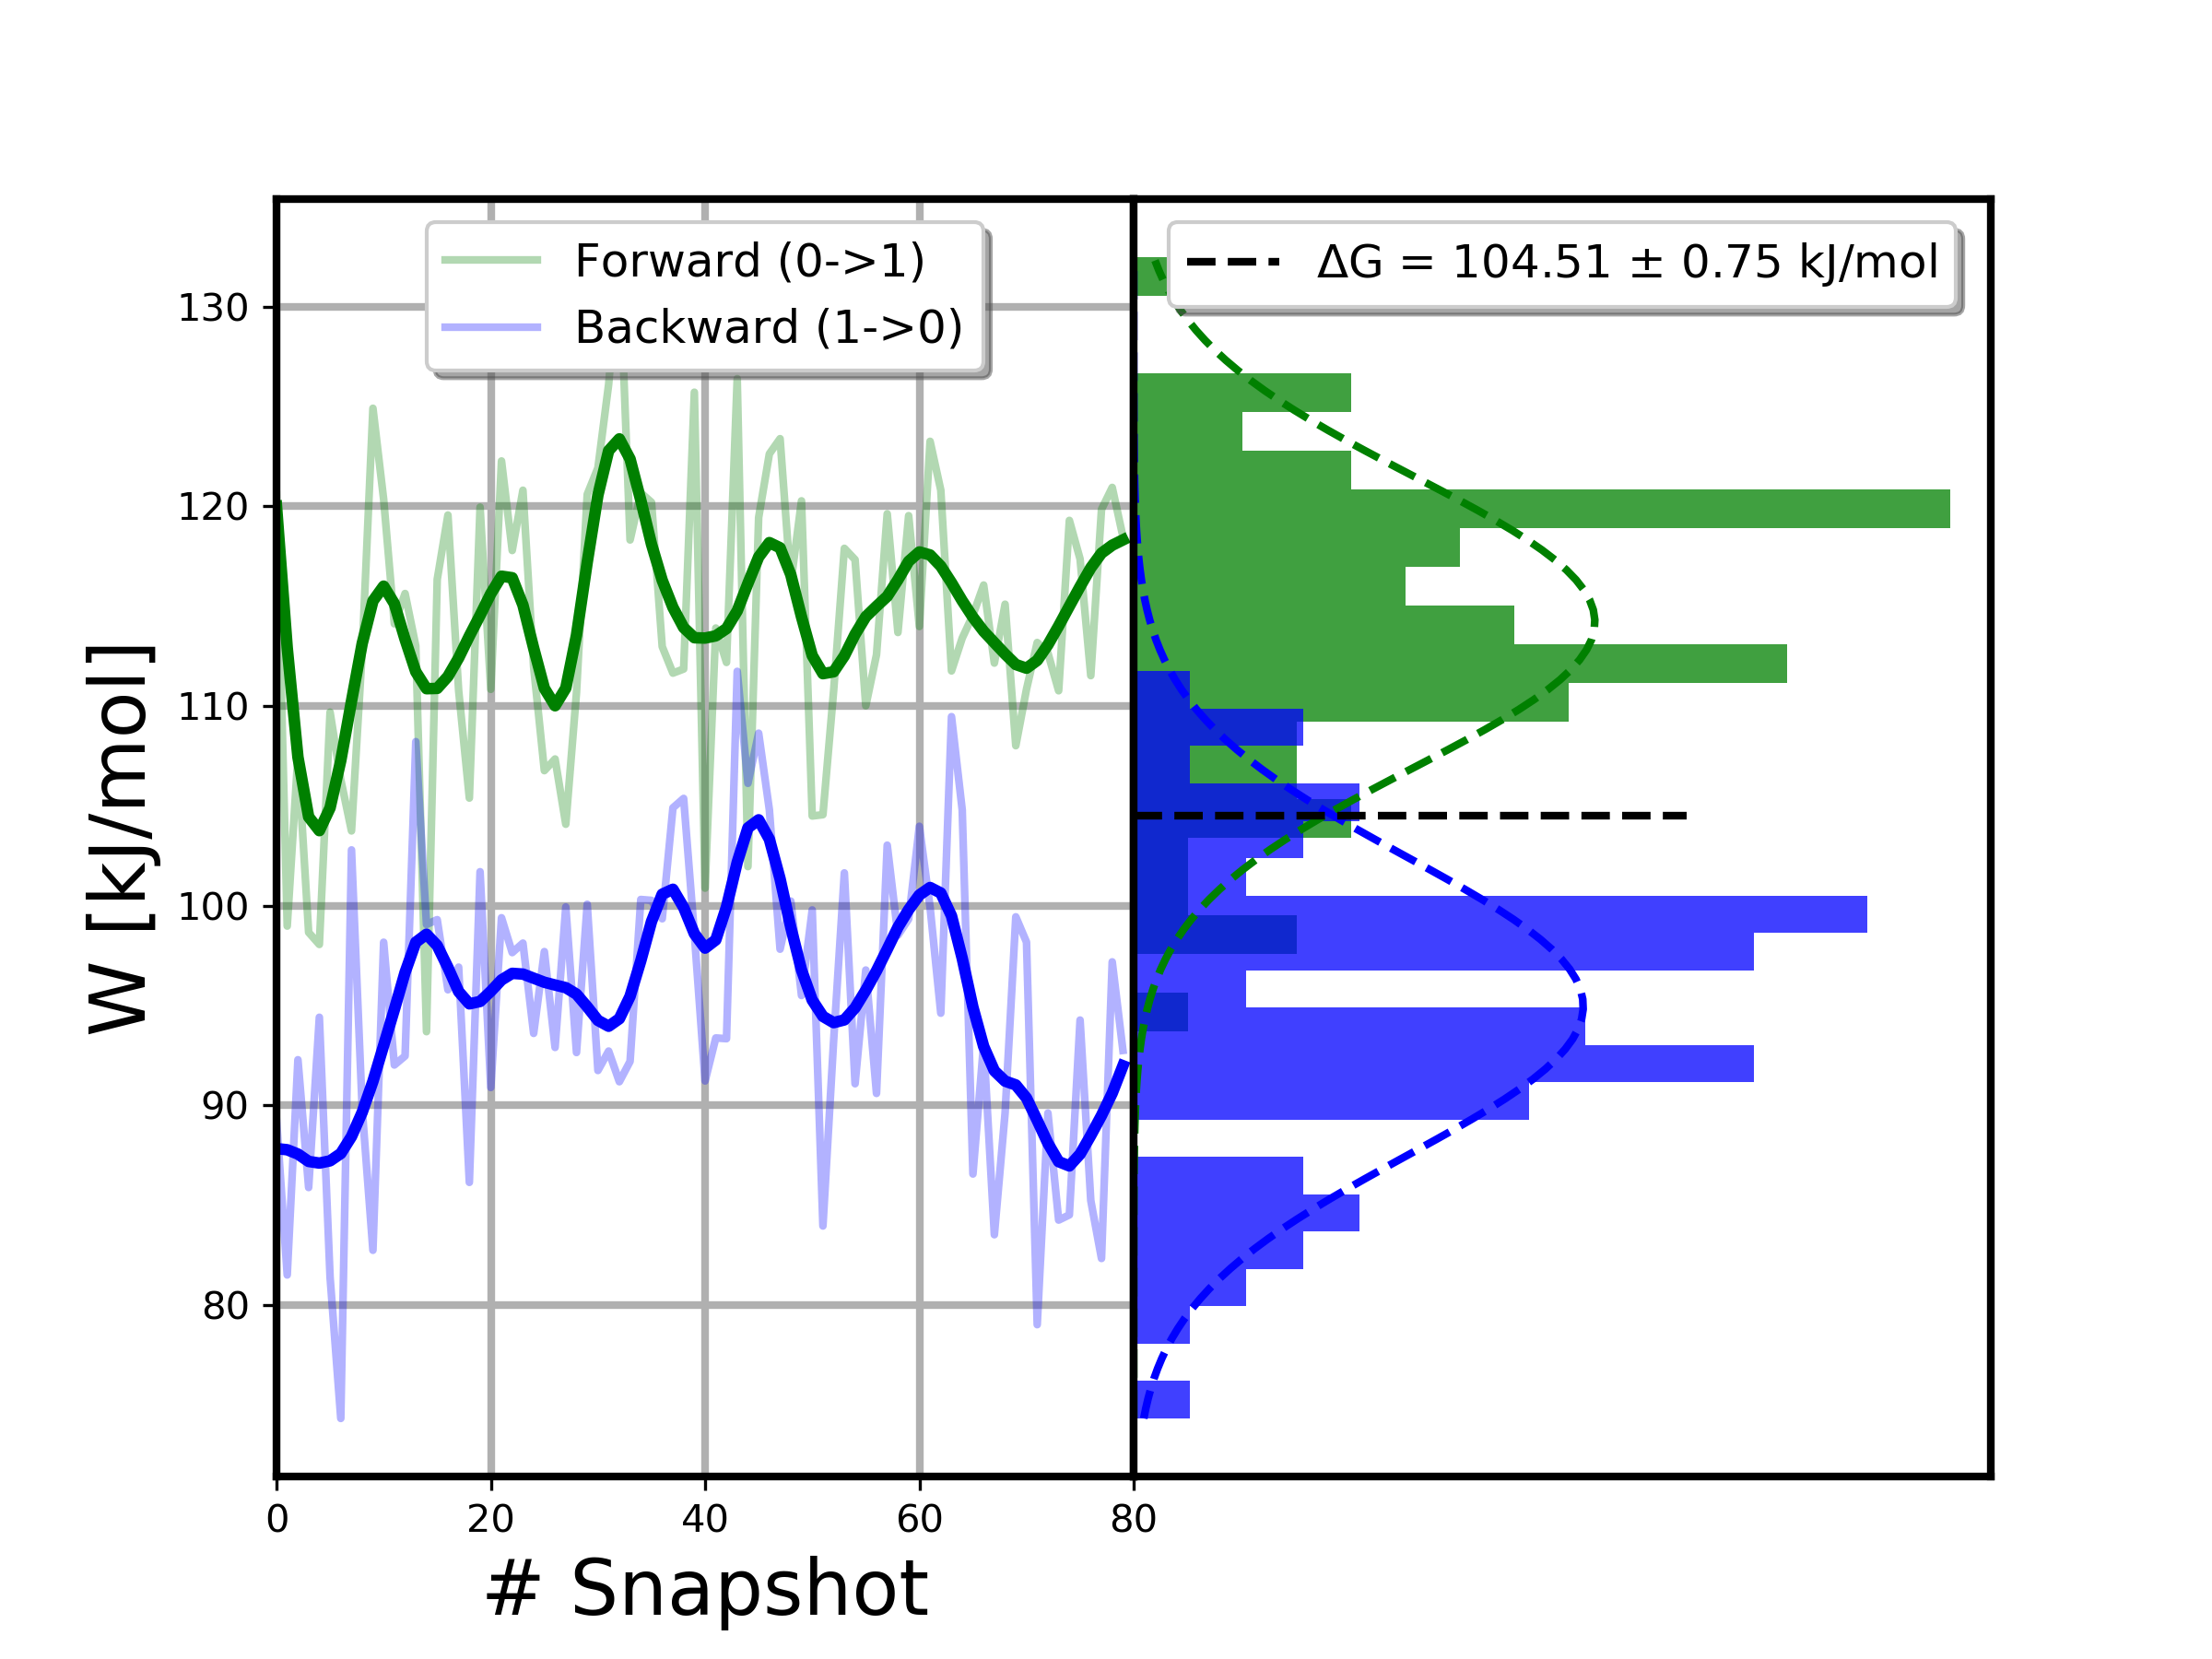 Forward (0->1)
Backward (1->0)
ΔG = 104.51 ± 0.75 kJ/mol
130
120
110
100
90
80
W [kJ/mol]
0
20
40
60
80
# Snapshot